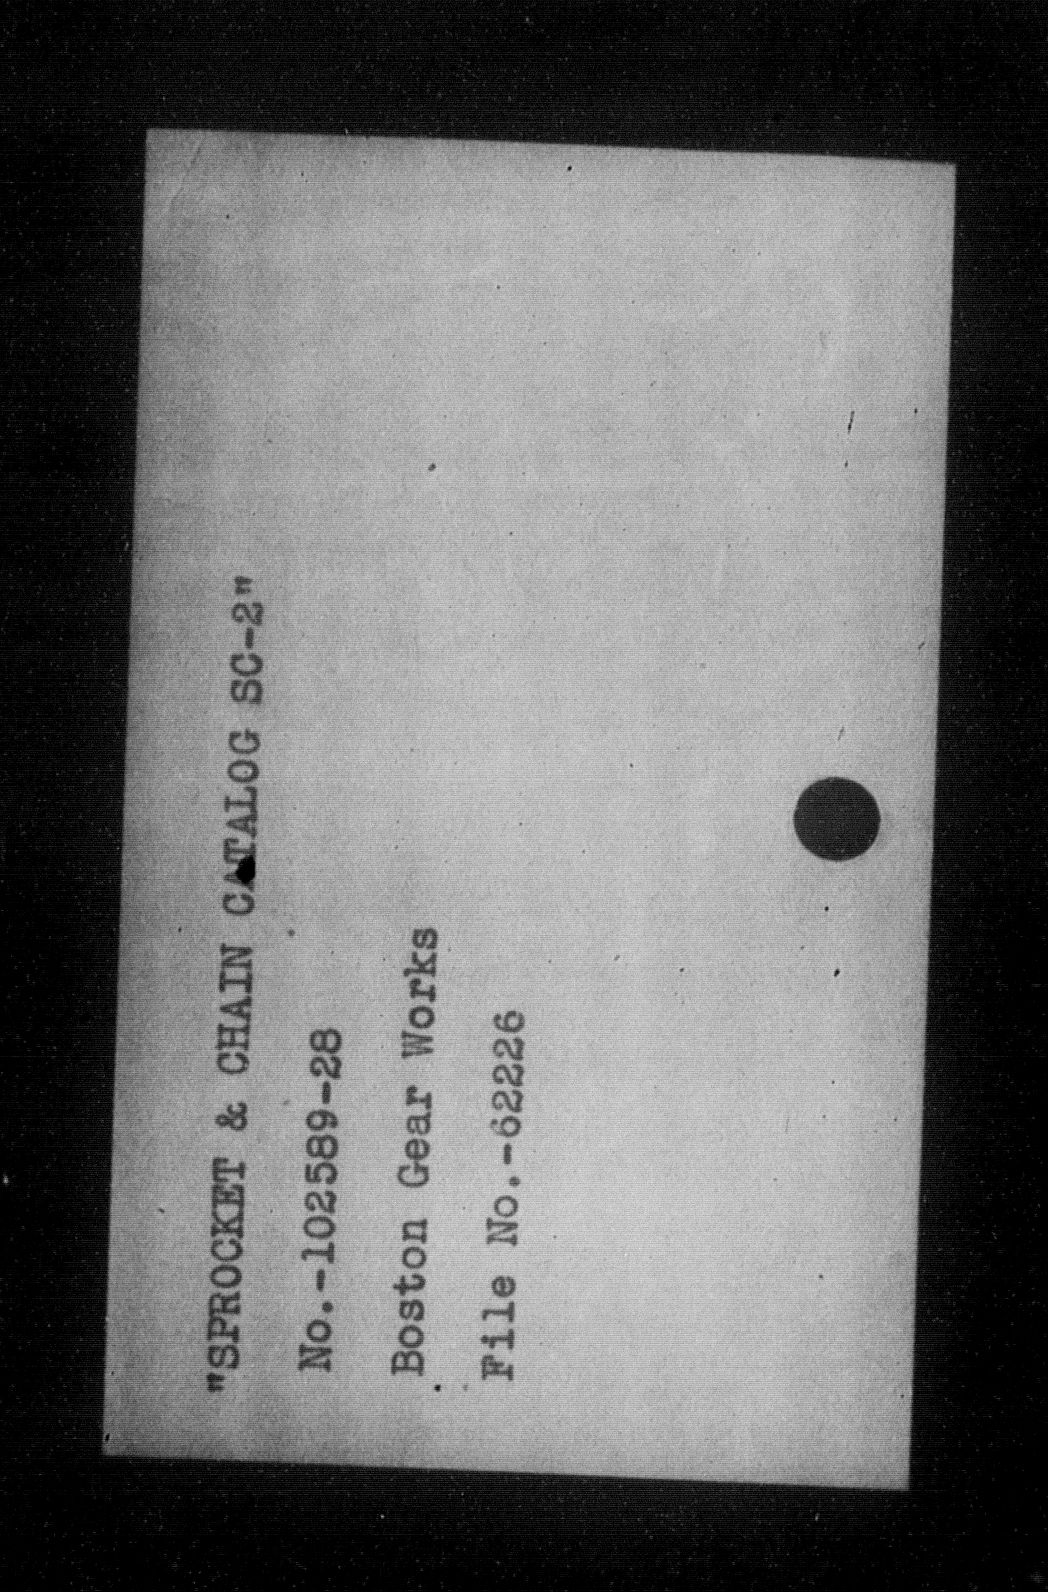 "SPROCKET & CHAIN CATALOG SC-2"
No.-102589-28
Boston Gear Works
File No.-62226